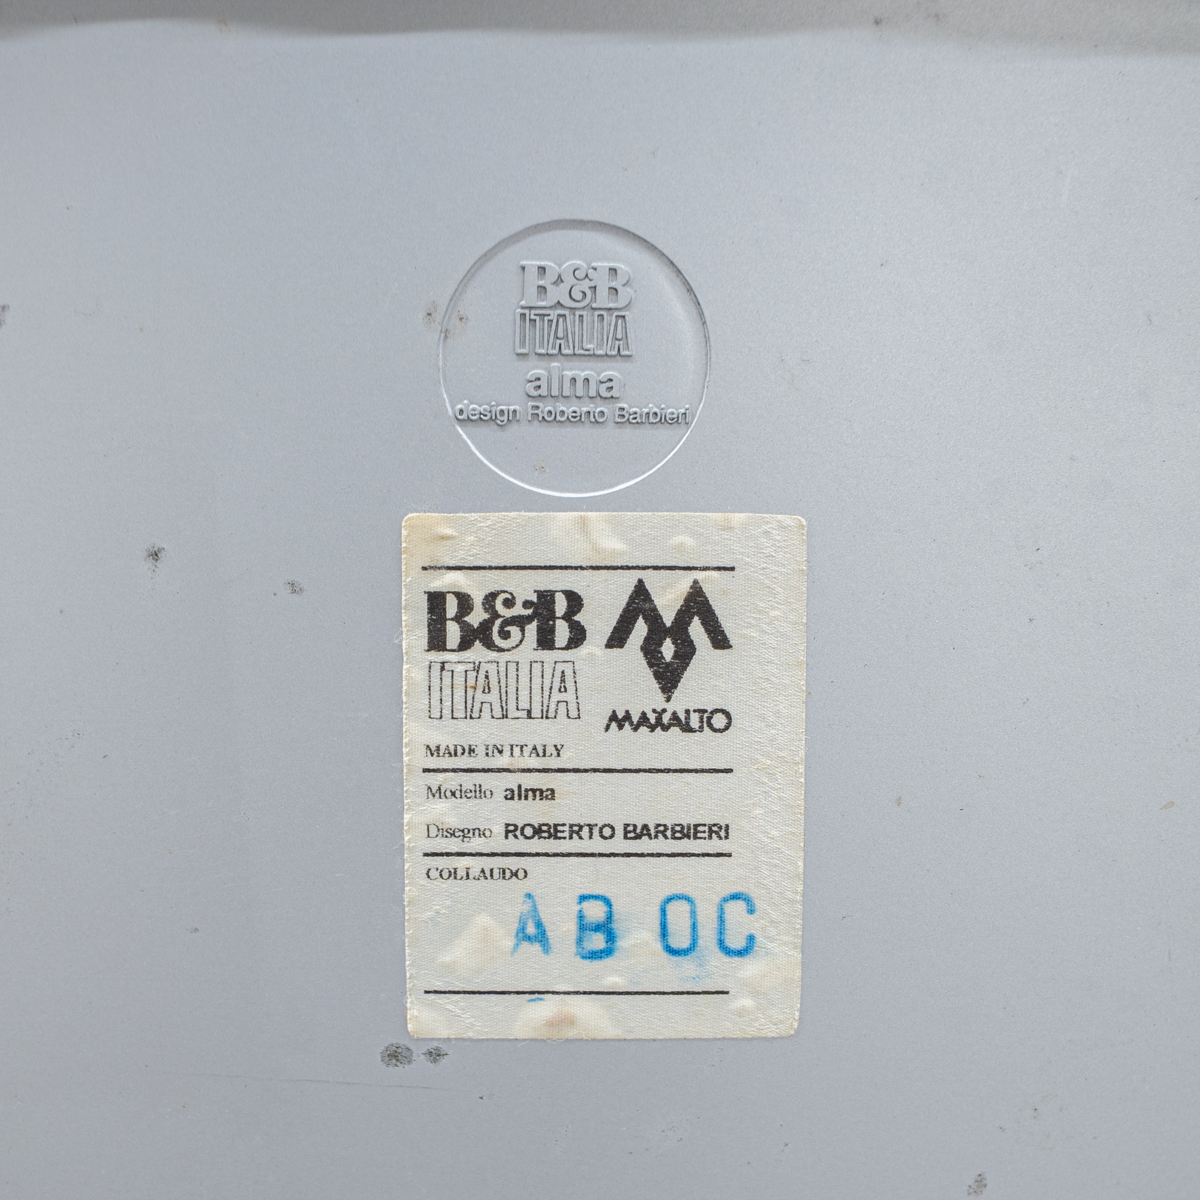 B&B
ITALIA
alma
design Roberto Barbieri
B&B
ITALIA
MAXALTO
MADE IN ITALY
Modello alma
Disegno ROBERTO BARBIERI
COLLAUDO
AB OC